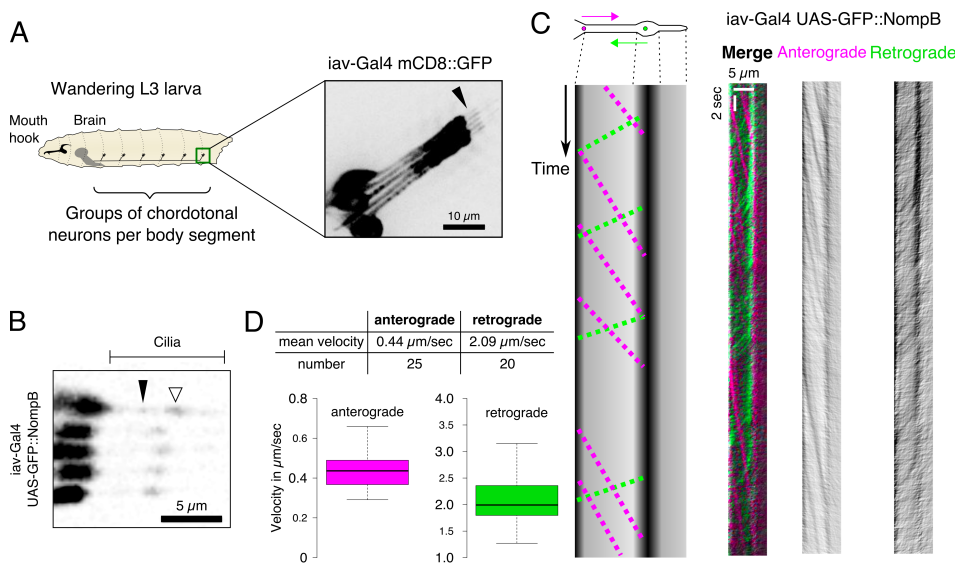 A
Wandering L3 larva
Mouth
hook
Brain
Groups of chordotonal
neurons per body segment
iav-Gal4 mCD8::GFP
10 µm
B
Cilia
iav-Gal4
UAS-GFP::NompB
5 µm
C
Time
iav-Gal4 UAS-GFP::NompB
Merge Anterograde Retrograde
5 µm
2 sec
D
anterograde retrograde
mean velocity 0.44 µm/sec 2.09 µm/sec
number 25 20
Velocity in µm/sec
0.8
0.6
0.4
0.2
0
anterograde
4.0
3.5
3.0
2.5
2.0
1.5
1.0
retrograde